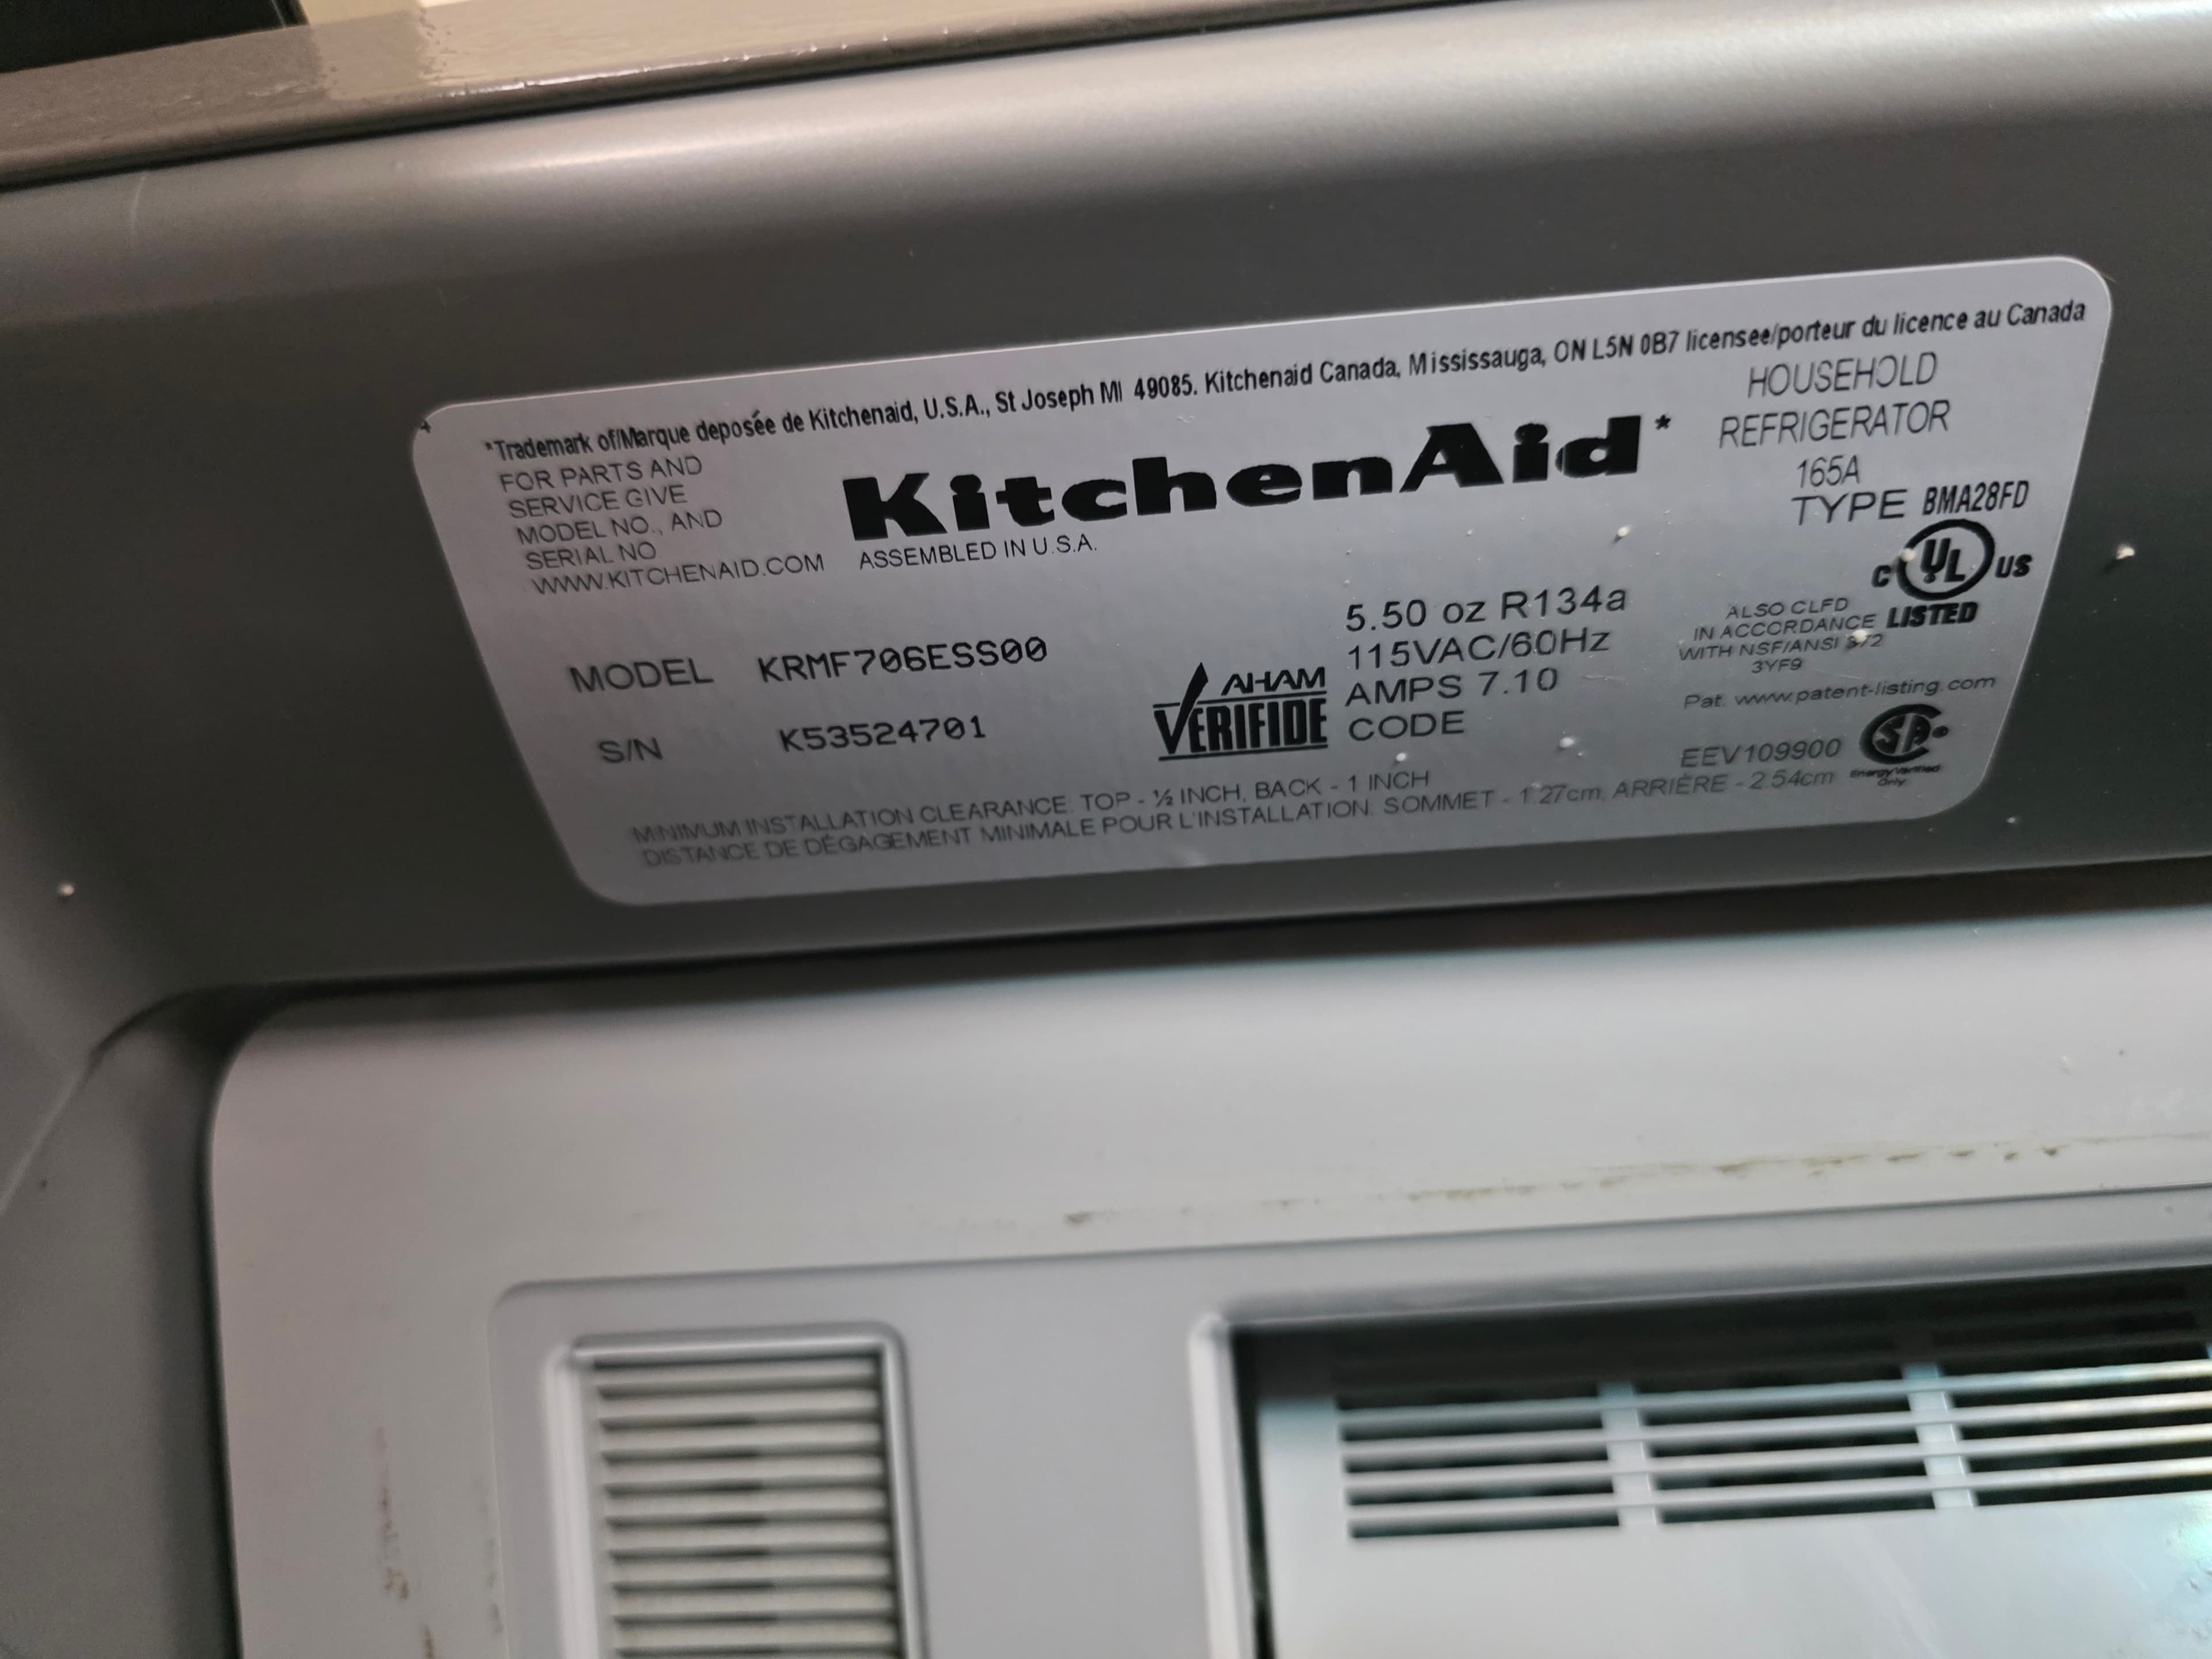 *Trademark of/Marque deposée de Kitchenaid, U.S.A., St Joseph MI 49085. Kitchenaid Canada, Mississauga, ON L5N 0B7 licensee/porteur du licence au Canada
FOR PARTS AND
SERVICE GIVE
MODEL NO., AND
SERIAL NO.
WWW.KITCHENAID.COM
KitchenAid*
ASSEMBLED IN U.S.A.
HOUSEHOLD
REFRIGERATOR
165A
TYPE BMA28FD
C UL US
LISTED
ALSO CLFD
IN ACCORDANCE
WITH NSF/ANSI 372
3YF9
Pat. www.patent-listing.com
MODEL KRMF706ESS00
S/N K53524701
AHAM
VERIFIDE
5.50 oz R134a
115VAC/60Hz
AMPS 7.10
CODE
EEV109900
SA
Energy Verified
Only.
MINIMUM INSTALLATION CLEARANCE: TOP - ½ INCH, BACK - 1 INCH
DISTANCE DE DÉGAGEMENT MINIMALE POUR L'INSTALLATION: SOMMET - 1.27cm, ARRIÈRE - 2.54cm